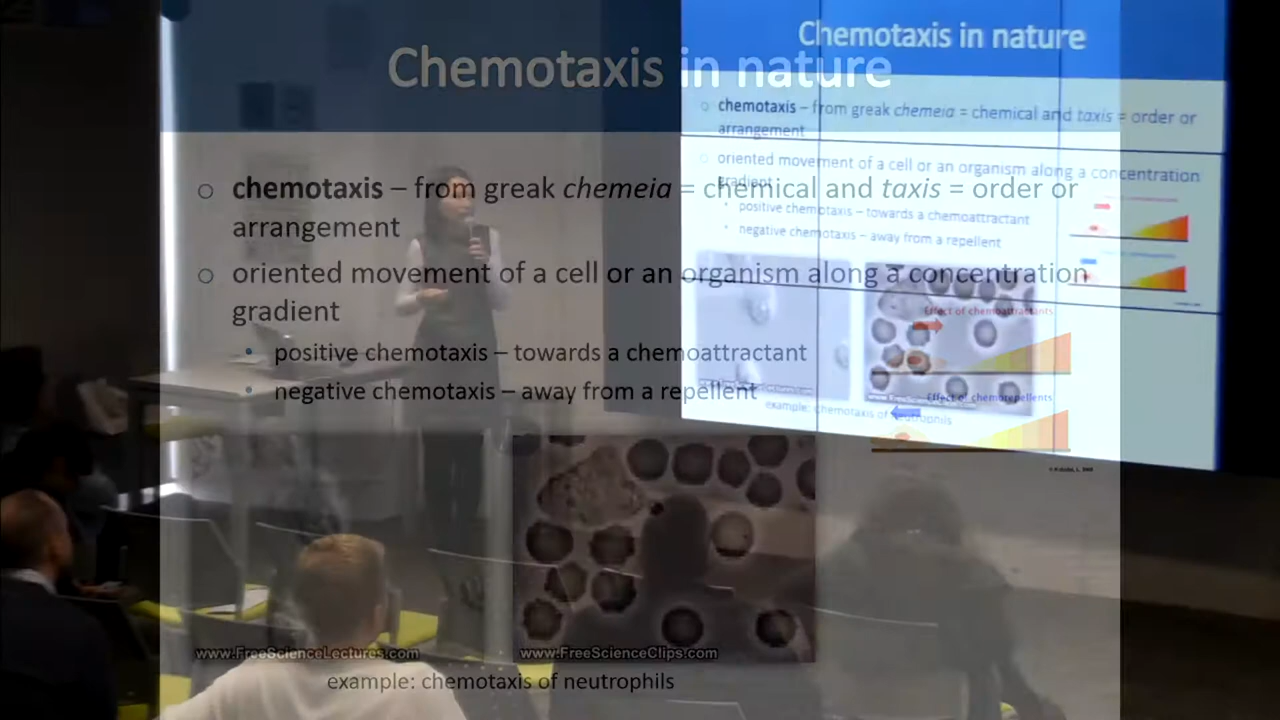 Chemotaxis in nature
chemotaxis – from greak chemeia = chemical and taxis = order or
arrangement
oriented movement of a cell or an organism along a concentration
gradient
positive chemotaxis – towards a chemoattractant
negative chemotaxis – away from a repellent
Effect of chemoattractants
Effect of chemorepellents
www.FreeScienceLectures.com
www.FreeScienceClips.com
example: chemotaxis of neutrophils
Chemotaxis in nature
chemotaxis – from greak chemeia = chemical and taxis = order or
arrangement
oriented movement of a cell or an organism along a concentration
gradient
positive chemotaxis – towards a chemoattractant
negative chemotaxis – away from a repellent
example: chemotaxis of neutrophils